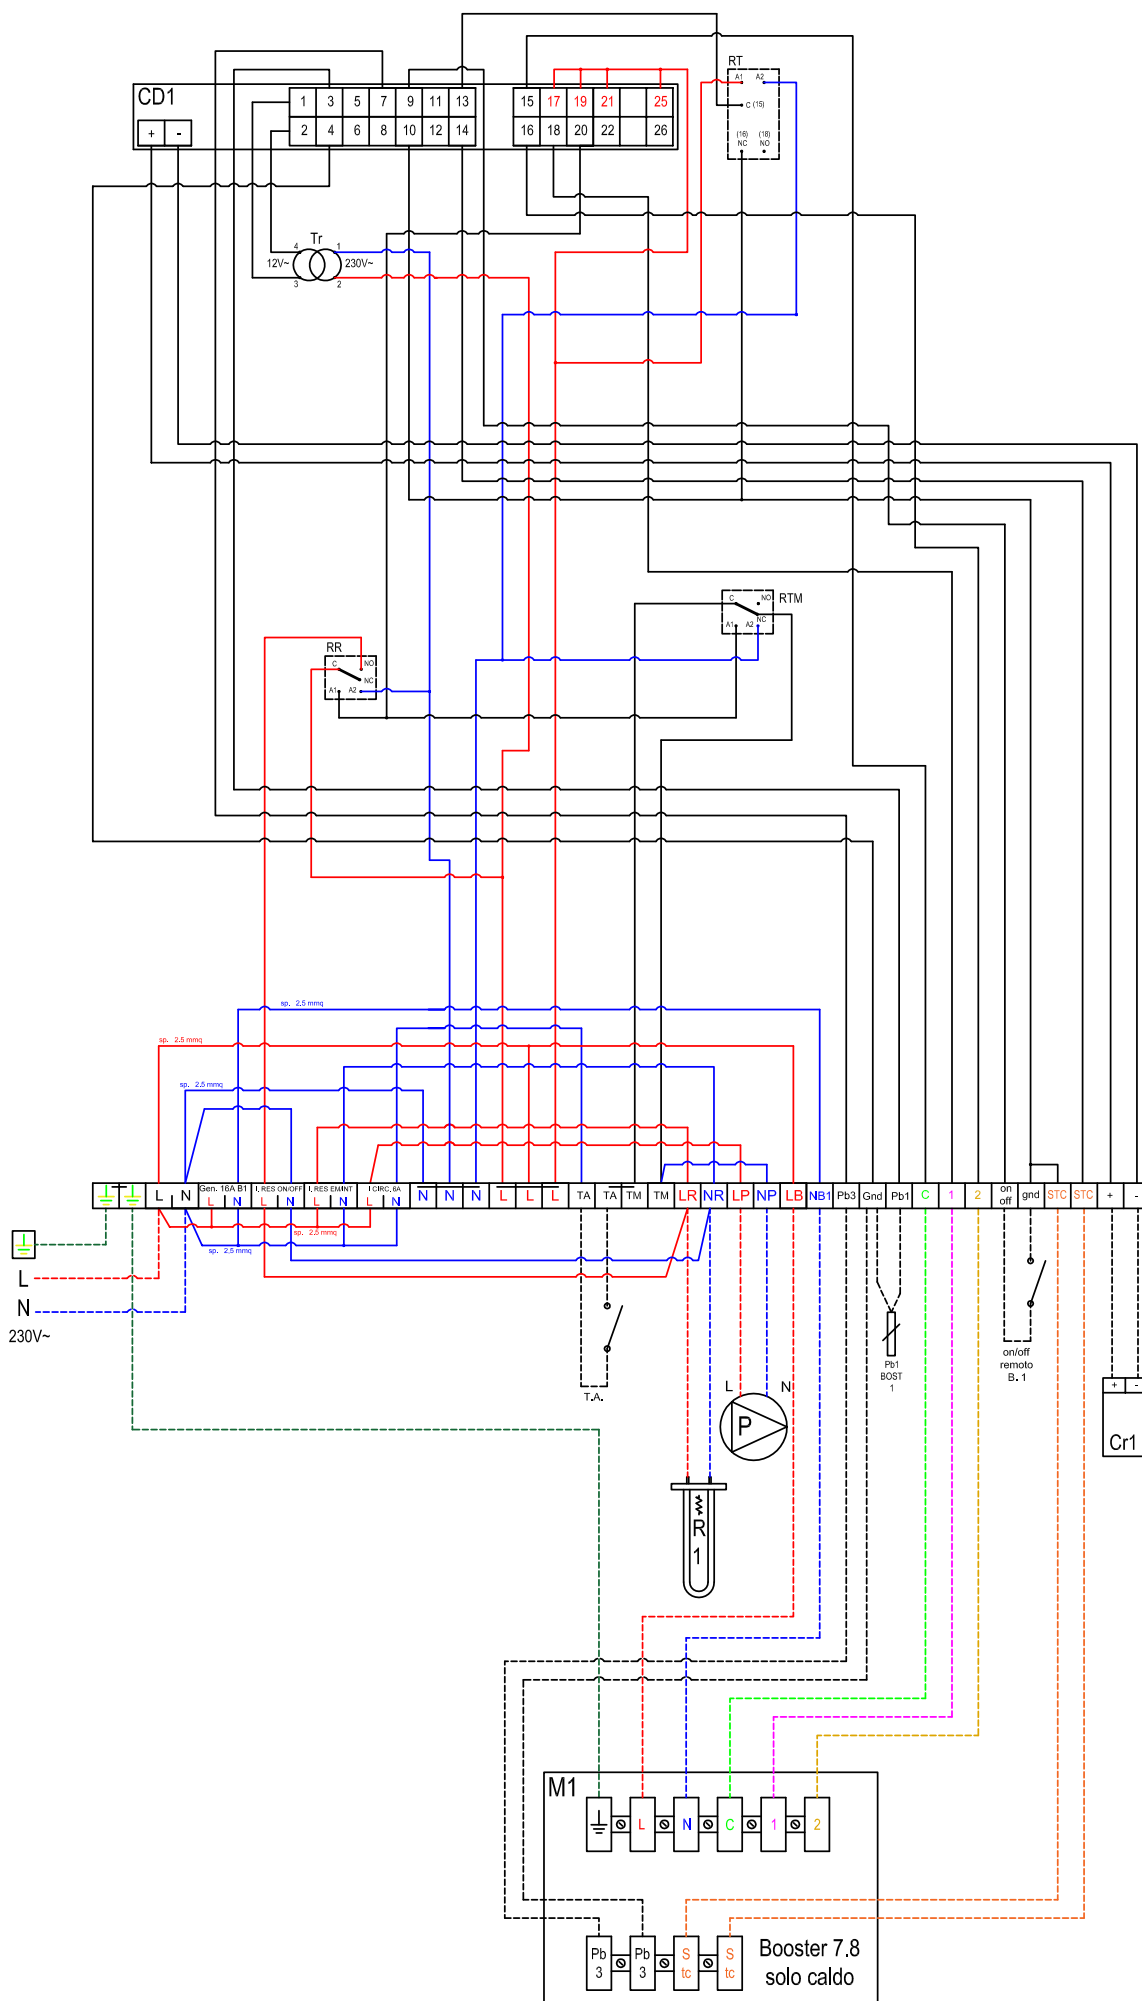 CD1
+ -
1 3 5 7 9 11 13
2 4 6 8 10 12 14
15 17 19 21 25
16 18 20 22 26
RT
A1 A2
C (15)
(16) (18)
NC NO
Tr
4 1
12V~ 230V~
3 2
C NO RTM
NC
A1 A2
RR
C NO
NC
A1 A2
sp. 2.5 mmq
sp. 2.5 mmq
sp. 2.5 mmq
Gen. 16A B1 I. RES ON/OFF I. RES EM/INT I CIRC. 6A
L N L N L N L N L N N N N L L L TA TA TM TM LR NR LP NP LB NB1 Pb3 Gnd Pb1 C 1 2 on off gnd STC STC + -
sp. 2.5 mmq
sp. 2.5 mmq
L
N
230V~
T.A.
L N
P
Pb1
BOST
1
on/off
remoto
B. 1
+ -
Cr1
R
1
M1
L N C 1 2
Pb Pb S S
3 3 tc tc
Booster 7.8
solo caldo